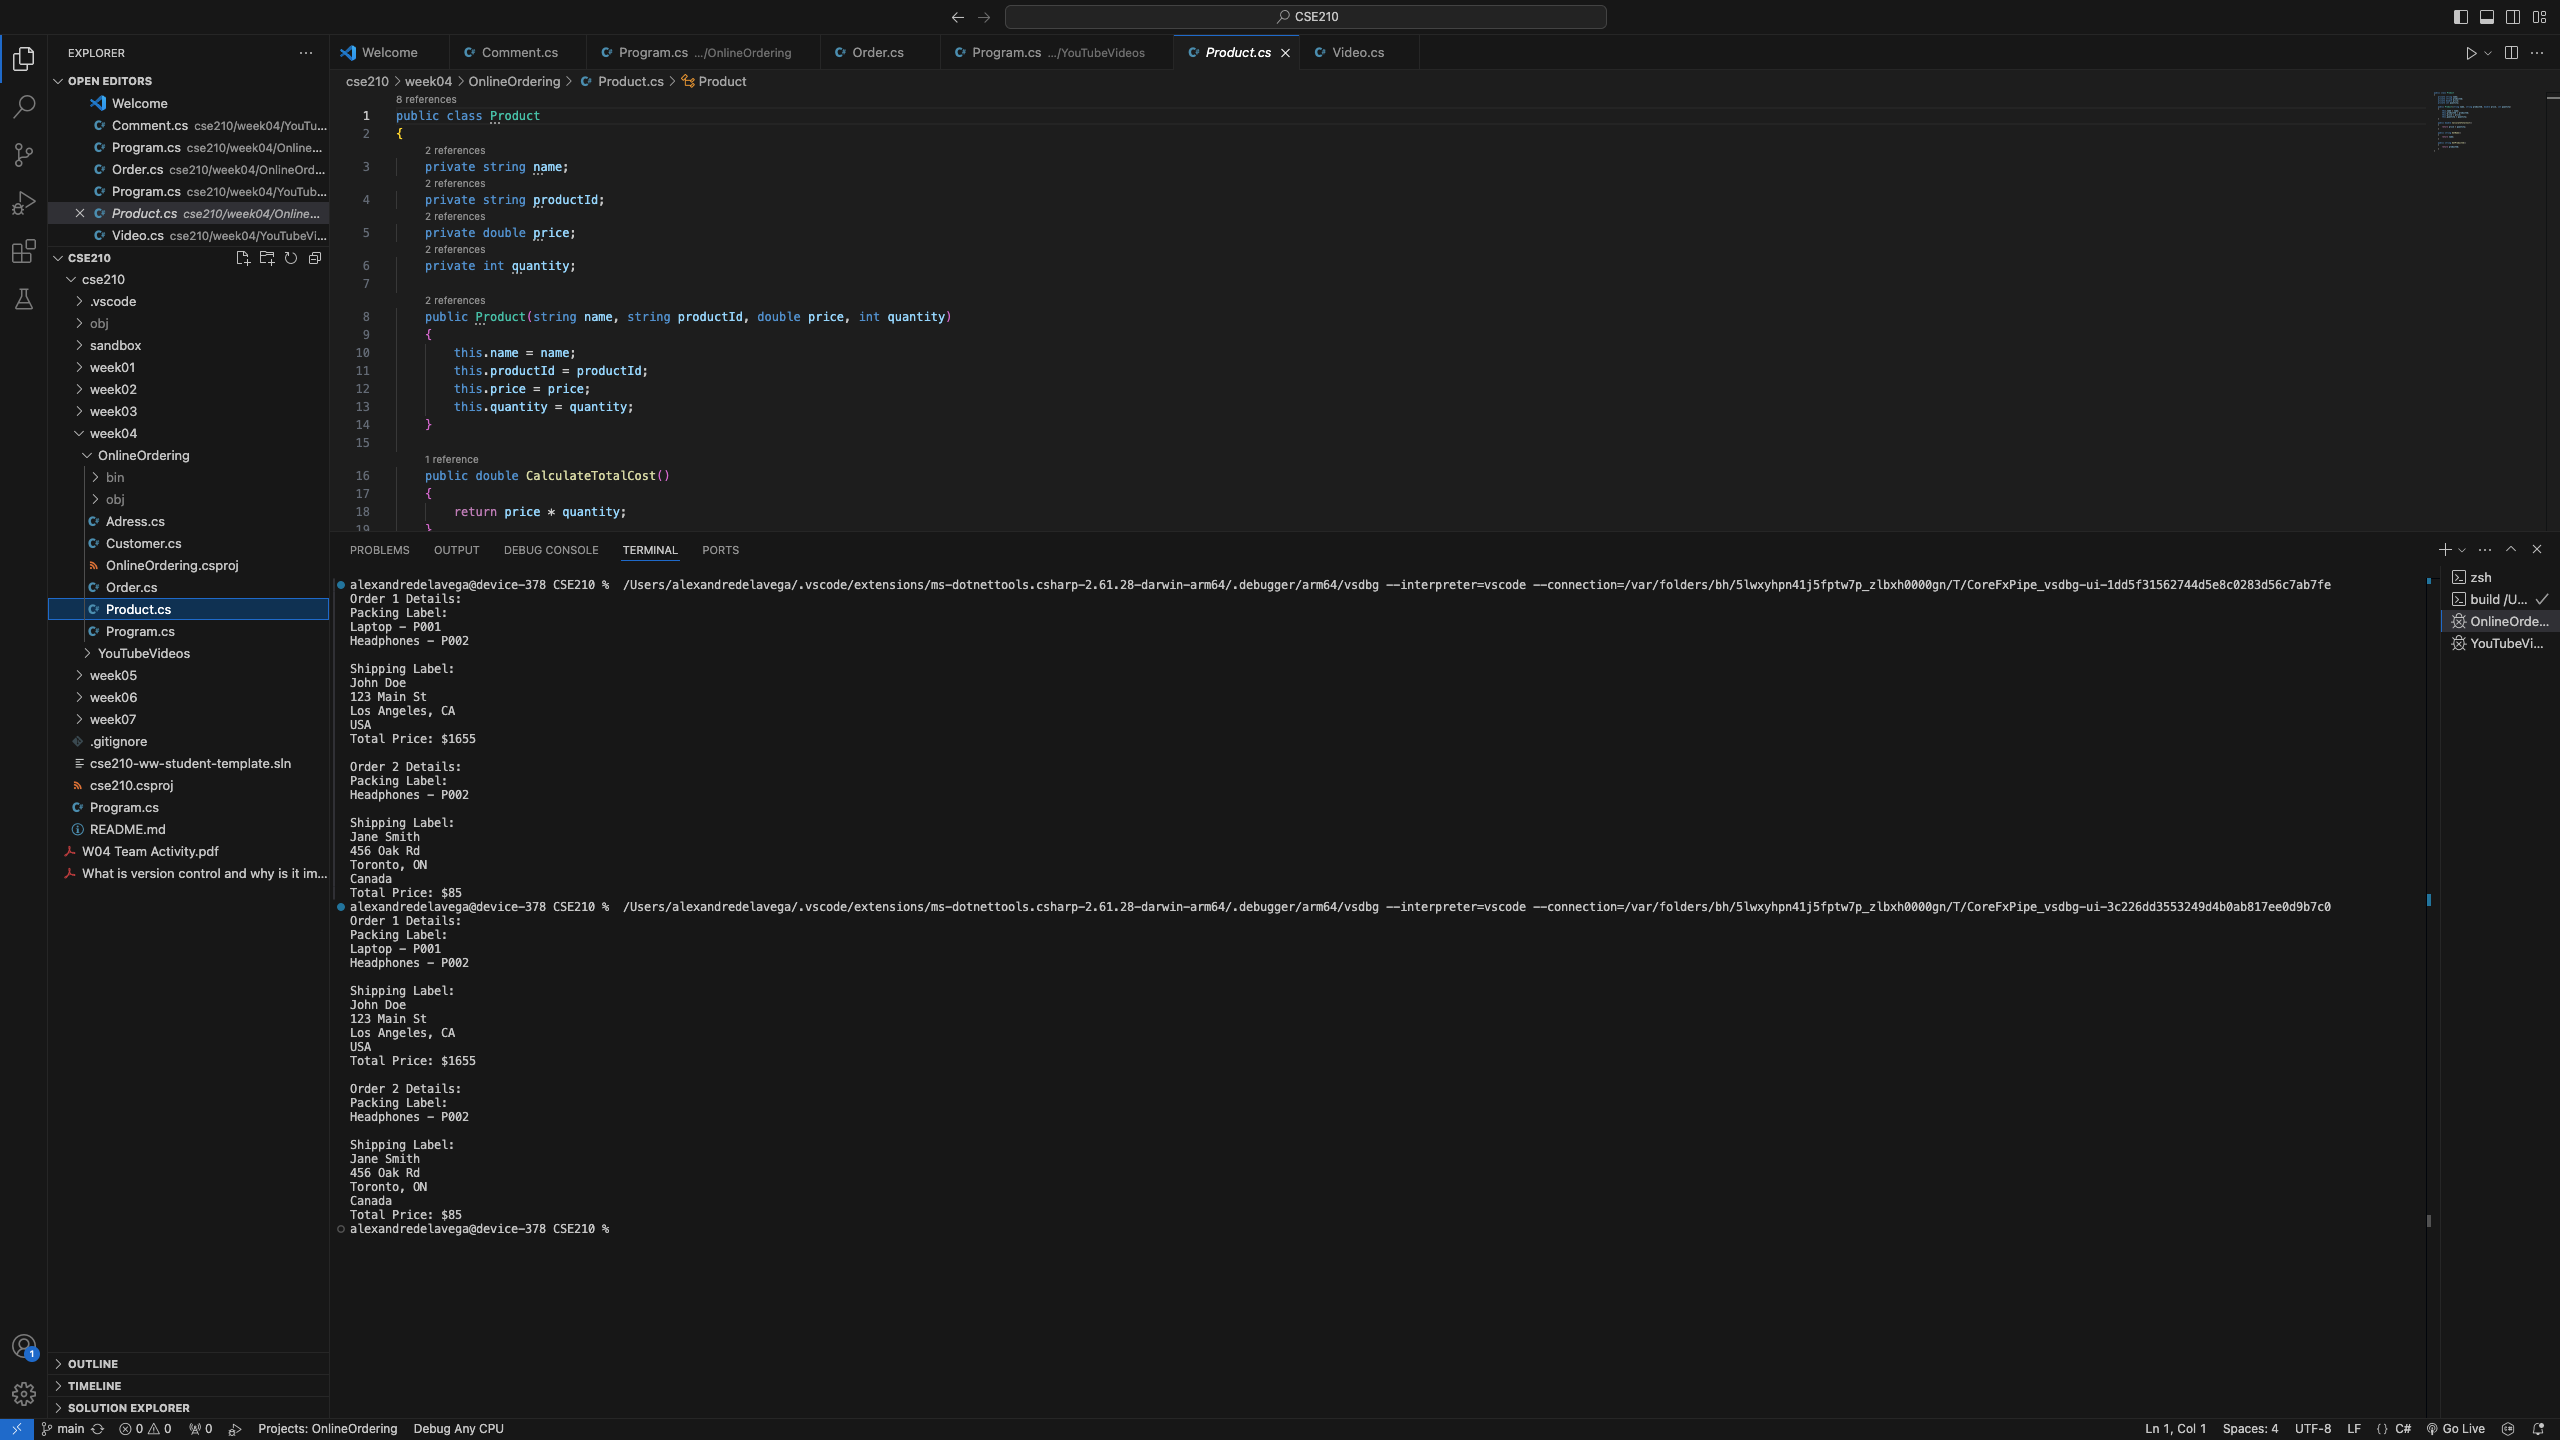 CSE210
EXPLORER
OPEN EDITORS
Welcome
Comment.cs cse210/week04/YouTu...
Program.cs cse210/week04/Online...
Order.cs cse210/week04/OnlineOrd...
Program.cs cse210/week04/YouTub...
Product.cs cse210/week04/Online...
Video.cs cse210/week04/YouTubeVi...
CSE210
cse210
.vscode
obj
sandbox
week01
week02
week03
week04
OnlineOrdering
bin
obj
Adress.cs
Customer.cs
OnlineOrdering.csproj
Order.cs
Product.cs
Program.cs
YouTubeVideos
week05
week06
week07
.gitignore
cse210-ww-student-template.sln
cse210.csproj
Program.cs
README.md
W04 Team Activity.pdf
What is version control and why is it im...
OUTLINE
TIMELINE
SOLUTION EXPLORER
Welcome Comment.cs Program.cs .../OnlineOrdering Order.cs Program.cs .../YouTubeVideos Product.cs Video.cs
cse210 > week04 > OnlineOrdering > Product.cs > Product
8 references
1 public class Product
2 {
2 references
3 private string name;
2 references
4 private string productId;
2 references
5 private double price;
2 references
6 private int quantity;
7
2 references
8 public Product(string name, string productId, double price, int quantity)
9 {
10 this.name = name;
11 this.productId = productId;
12 this.price = price;
13 this.quantity = quantity;
14 }
15
1 reference
16 public double CalculateTotalCost()
17 {
18 return price * quantity;
19 }
PROBLEMS OUTPUT DEBUG CONSOLE TERMINAL PORTS
alexandredelavega@device-378 CSE210 % /Users/alexandredelavega/.vscode/extensions/ms-dotnettools.csharp-2.61.28-darwin-arm64/.debugger/arm64/vsdbg --interpreter=vscode --connection=/var/folders/bh/5lwxyhpn41j5fptw7p_zlbxh0000gn/T/CoreFxPipe_vsdbg-ui-1dd5f31562744d5e8c0283d56c7ab7fe
Order 1 Details:
Packing Label:
Laptop - P001
Headphones - P002
Shipping Label:
John Doe
123 Main St
Los Angeles, CA
USA
Total Price: $1655
Order 2 Details:
Packing Label:
Headphones - P002
Shipping Label:
Jane Smith
456 Oak Rd
Toronto, ON
Canada
Total Price: $85
alexandredelavega@device-378 CSE210 % /Users/alexandredelavega/.vscode/extensions/ms-dotnettools.csharp-2.61.28-darwin-arm64/.debugger/arm64/vsdbg --interpreter=vscode --connection=/var/folders/bh/5lwxyhpn41j5fptw7p_zlbxh0000gn/T/CoreFxPipe_vsdbg-ui-3c226dd3553249d4b0ab817ee0d9b7c0
Order 1 Details:
Packing Label:
Laptop - P001
Headphones - P002
Shipping Label:
John Doe
123 Main St
Los Angeles, CA
USA
Total Price: $1655
Order 2 Details:
Packing Label:
Headphones - P002
Shipping Label:
Jane Smith
456 Oak Rd
Toronto, ON
Canada
Total Price: $85
alexandredelavega@device-378 CSE210 %
zsh
build /U...
OnlineOrde...
YouTubeVi...
1
main 0 0 0 Projects: OnlineOrdering Debug Any CPU Ln 1, Col 1 Spaces: 4 UTF-8 LF {} C# Go Live